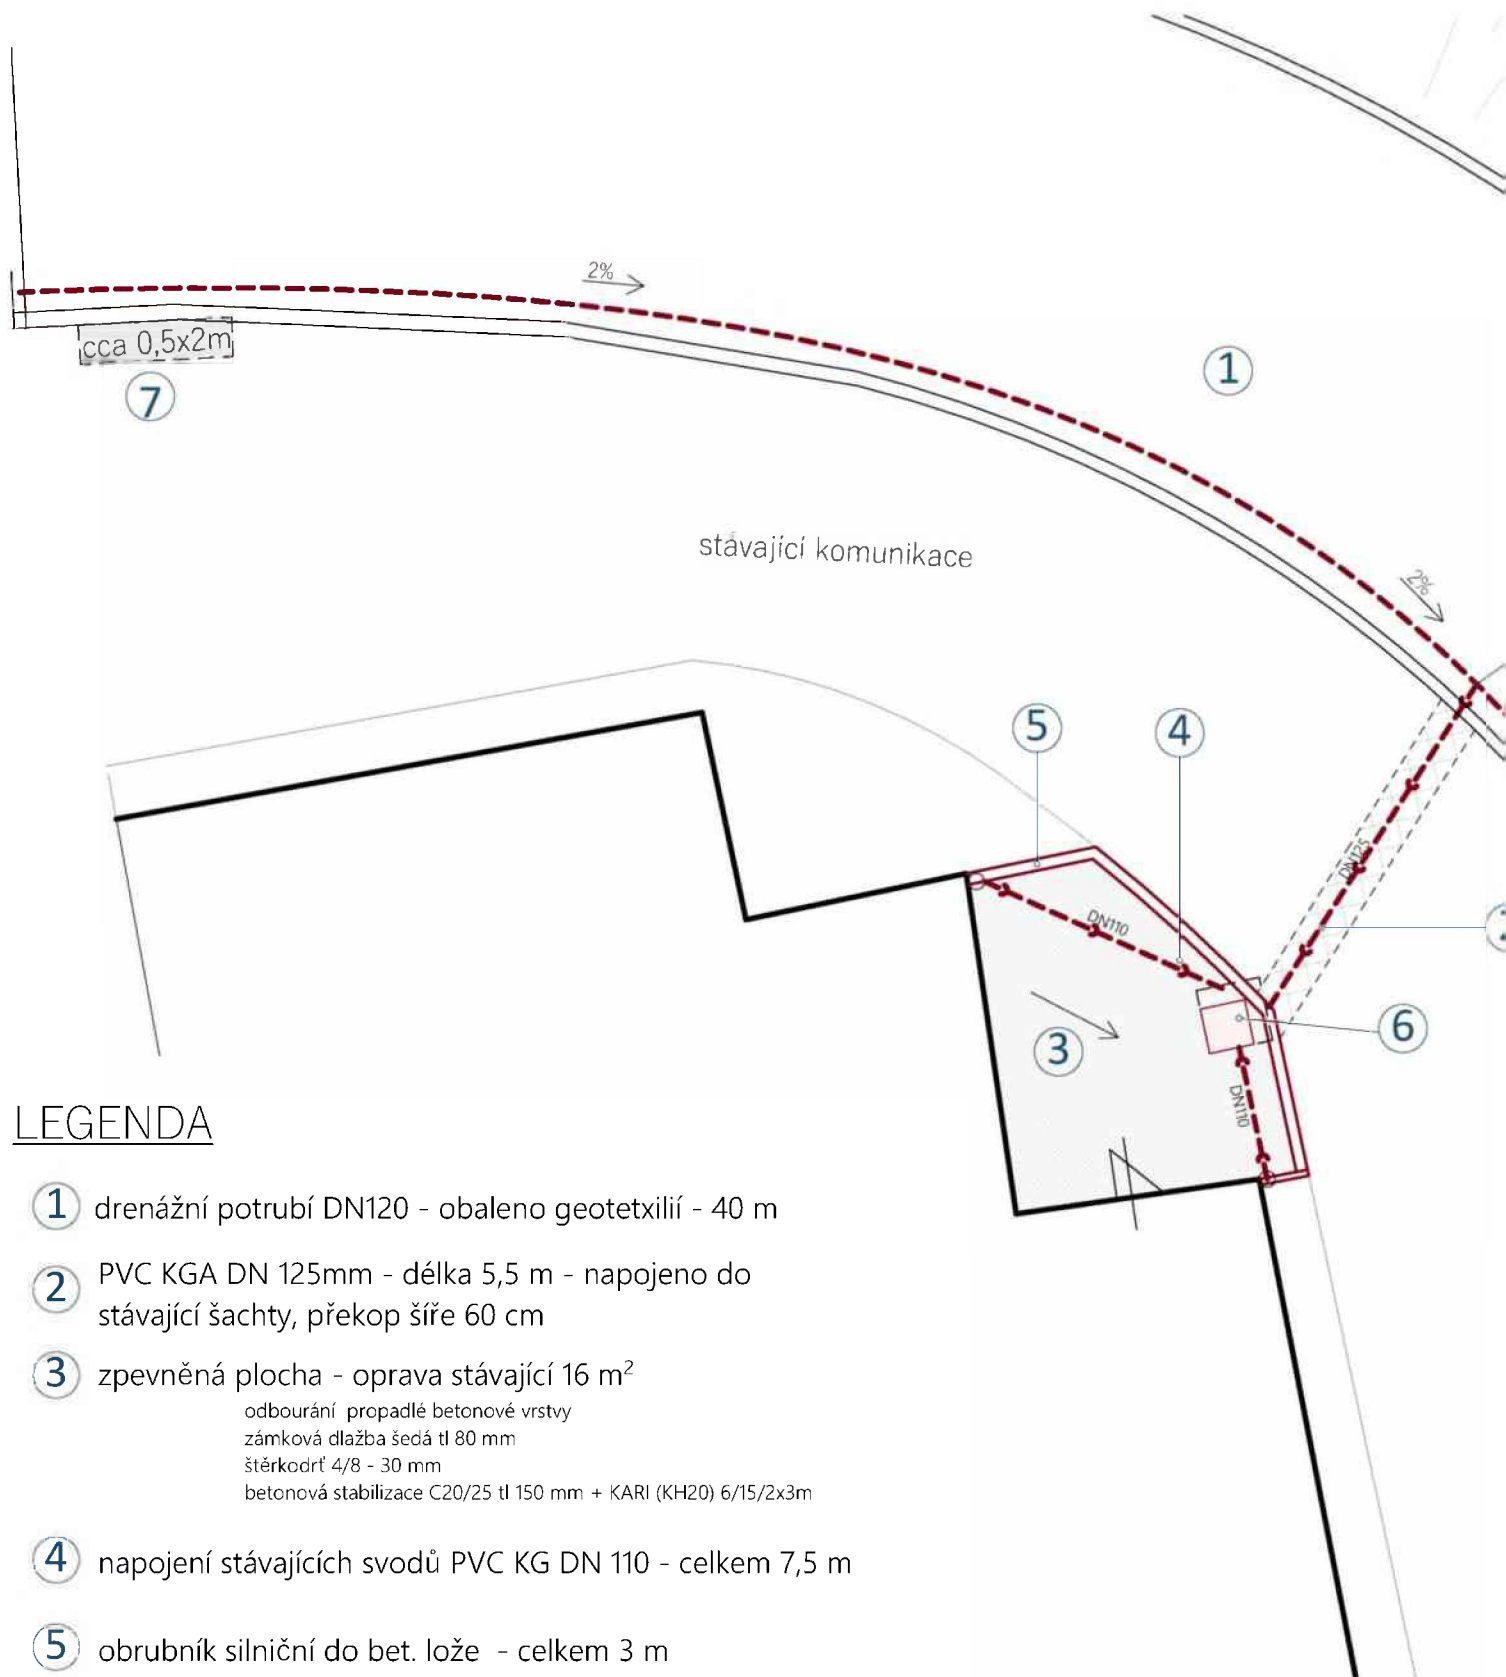 2%
cca 0,5x2m
7
1
stávající komunikace
2%
5
4
DN125
DN110
6
3
DN110
LEGENDA
1 drenážní potrubí DN120 - obaleno geotetxilií - 40 m
2 PVC KGA DN 125mm - délka 5,5 m - napojeno do
stávající šachty, překop šíře 60 cm
3 zpevněná plocha - oprava stávající 16 m²
odbourání propadlé betonové vrstvy
zámková dlažba šedá tl 80 mm
štěrkodrť 4/8 - 30 mm
betonová stabilizace C20/25 tl 150 mm + KARI (KH20) 6/15/2x3m
4 napojení stávajících svodů PVC KG DN 110 - celkem 7,5 m
5 obrubník silniční do bet. lože - celkem 3 m